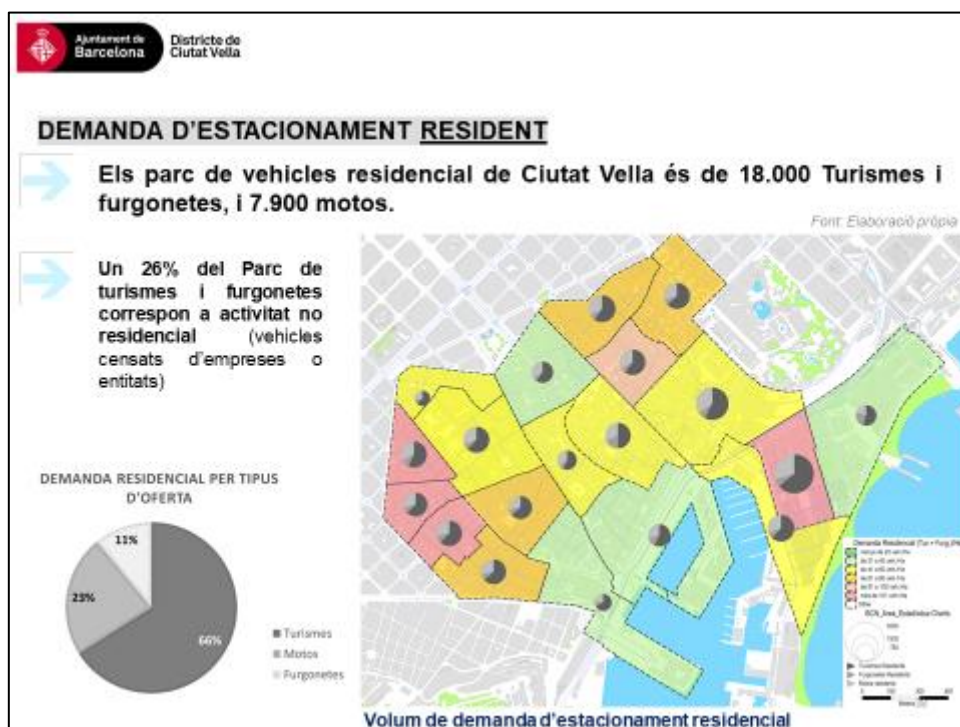 Ajuntament de
Barcelona
Districte de
Ciutat Vella
DEMANDA D'ESTACIONAMENT RESIDENT
Els parc de vehicles residencial de Ciutat Vella és de 18.000 Turismes i
furgonetes, i 7.900 motos.
Font: Elaboració pròpia
Un 26% del Parc de
turismes i furgonetes
correspon a activitat no
residencial (vehicles
censats d'empreses o
entitats)
DEMANDA RESIDENCIAL PER TIPUS
D'OFERTA
11%
23%
66%
Turismes
Motos
Furgonetes
Demanda Residencial
Volum de demanda d'estacionament residencial